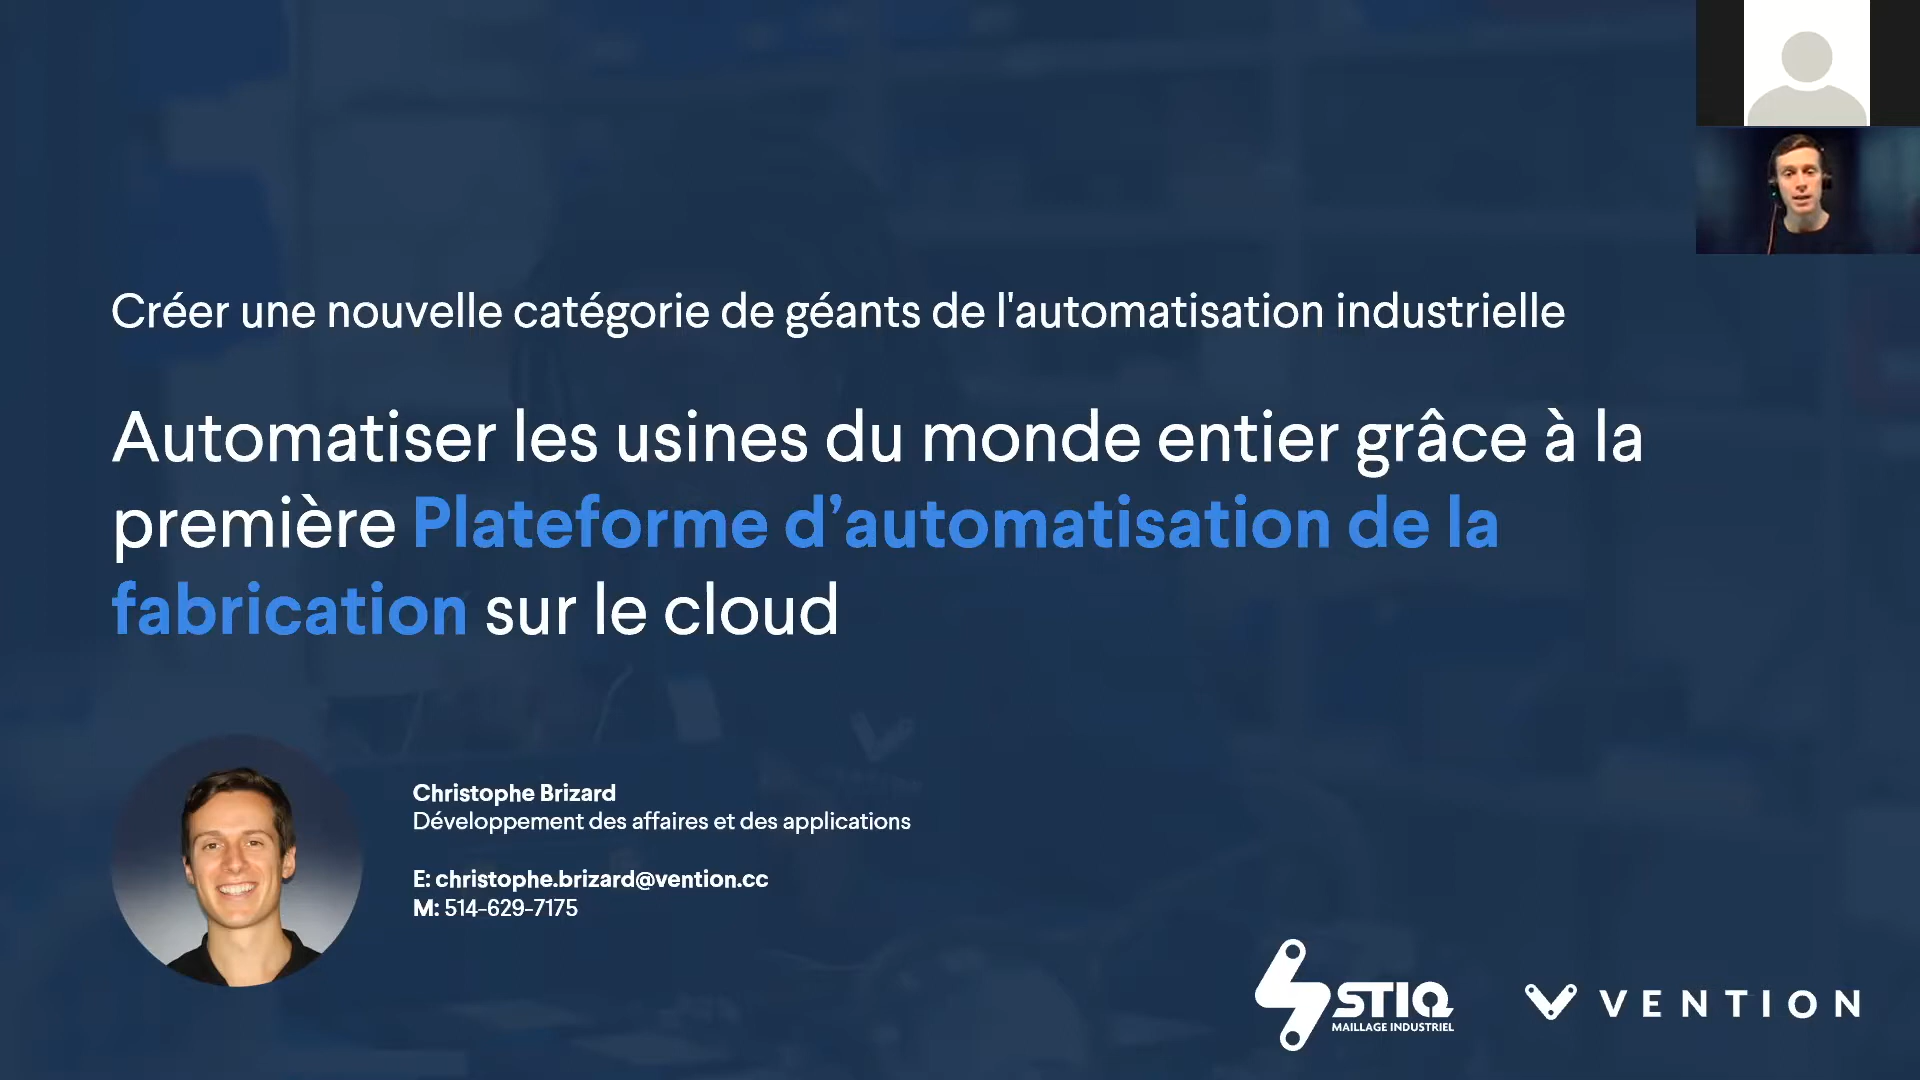 Créer une nouvelle catégorie de géants de l'automatisation industrielle
Automatiser les usines du monde entier grâce à la
première Plateforme d’automatisation de la
fabrication sur le cloud
Christophe Brizard
Développement des affaires et des applications
E: christophe.brizard@vention.cc
M: 514-629-7175
STIQ
MAILLAGE INDUSTRIEL
VENTION